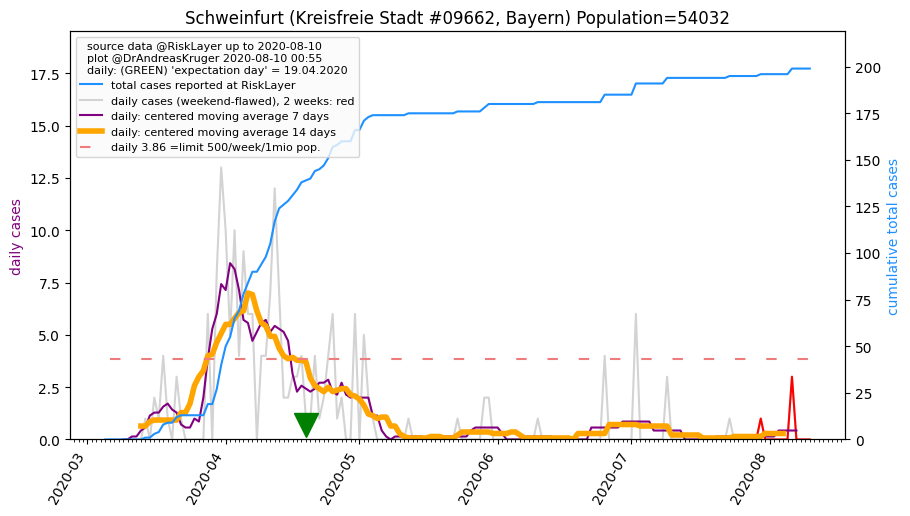 Schweinfurt (Kreisfreie Stadt #09662, Bayern) Population=54032
source data @RiskLayer up to 2020-08-10
plot @DrAndreasKruger 2020-08-10 00:55
daily: (GREEN) 'expectation day' = 19.04.2020
total cases reported at RiskLayer
daily cases (weekend-flawed), 2 weeks: red
daily: centered moving average 7 days
daily: centered moving average 14 days
daily 3.86 =limit 500/week/1mio pop.
daily cases
17.5
15.0
12.5
10.0
7.5
5.0
2.5
0.0
200
175
150
125
100
75
50
25
0
cumulative total cases
2020-03
2020-04
2020-05
2020-06
2020-07
2020-08